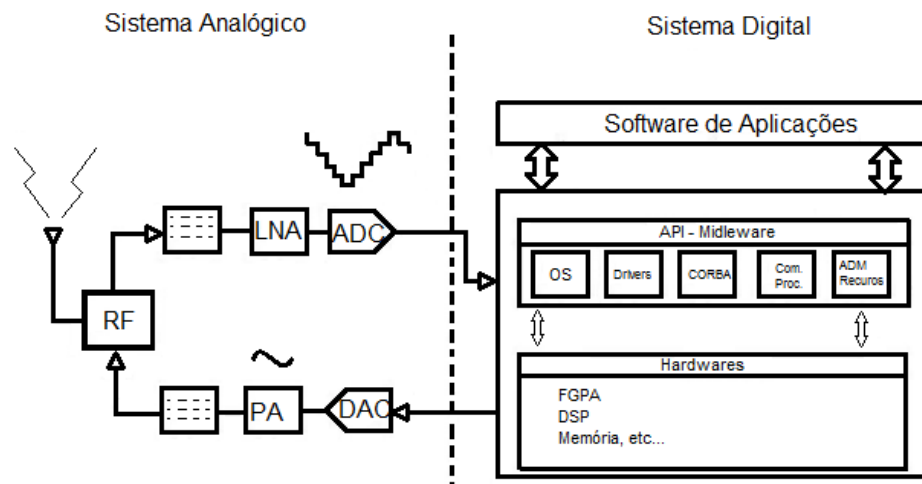 Sistema Analógico
Sistema Digital
Software de Aplicações
API - Midleware
OS
Drivers
CORBA
Com.
Proc.
ADM
Recuros
LNA
ADC
RF
PA
DAC
Hardwares
FGPA
DSP
Memória, etc...